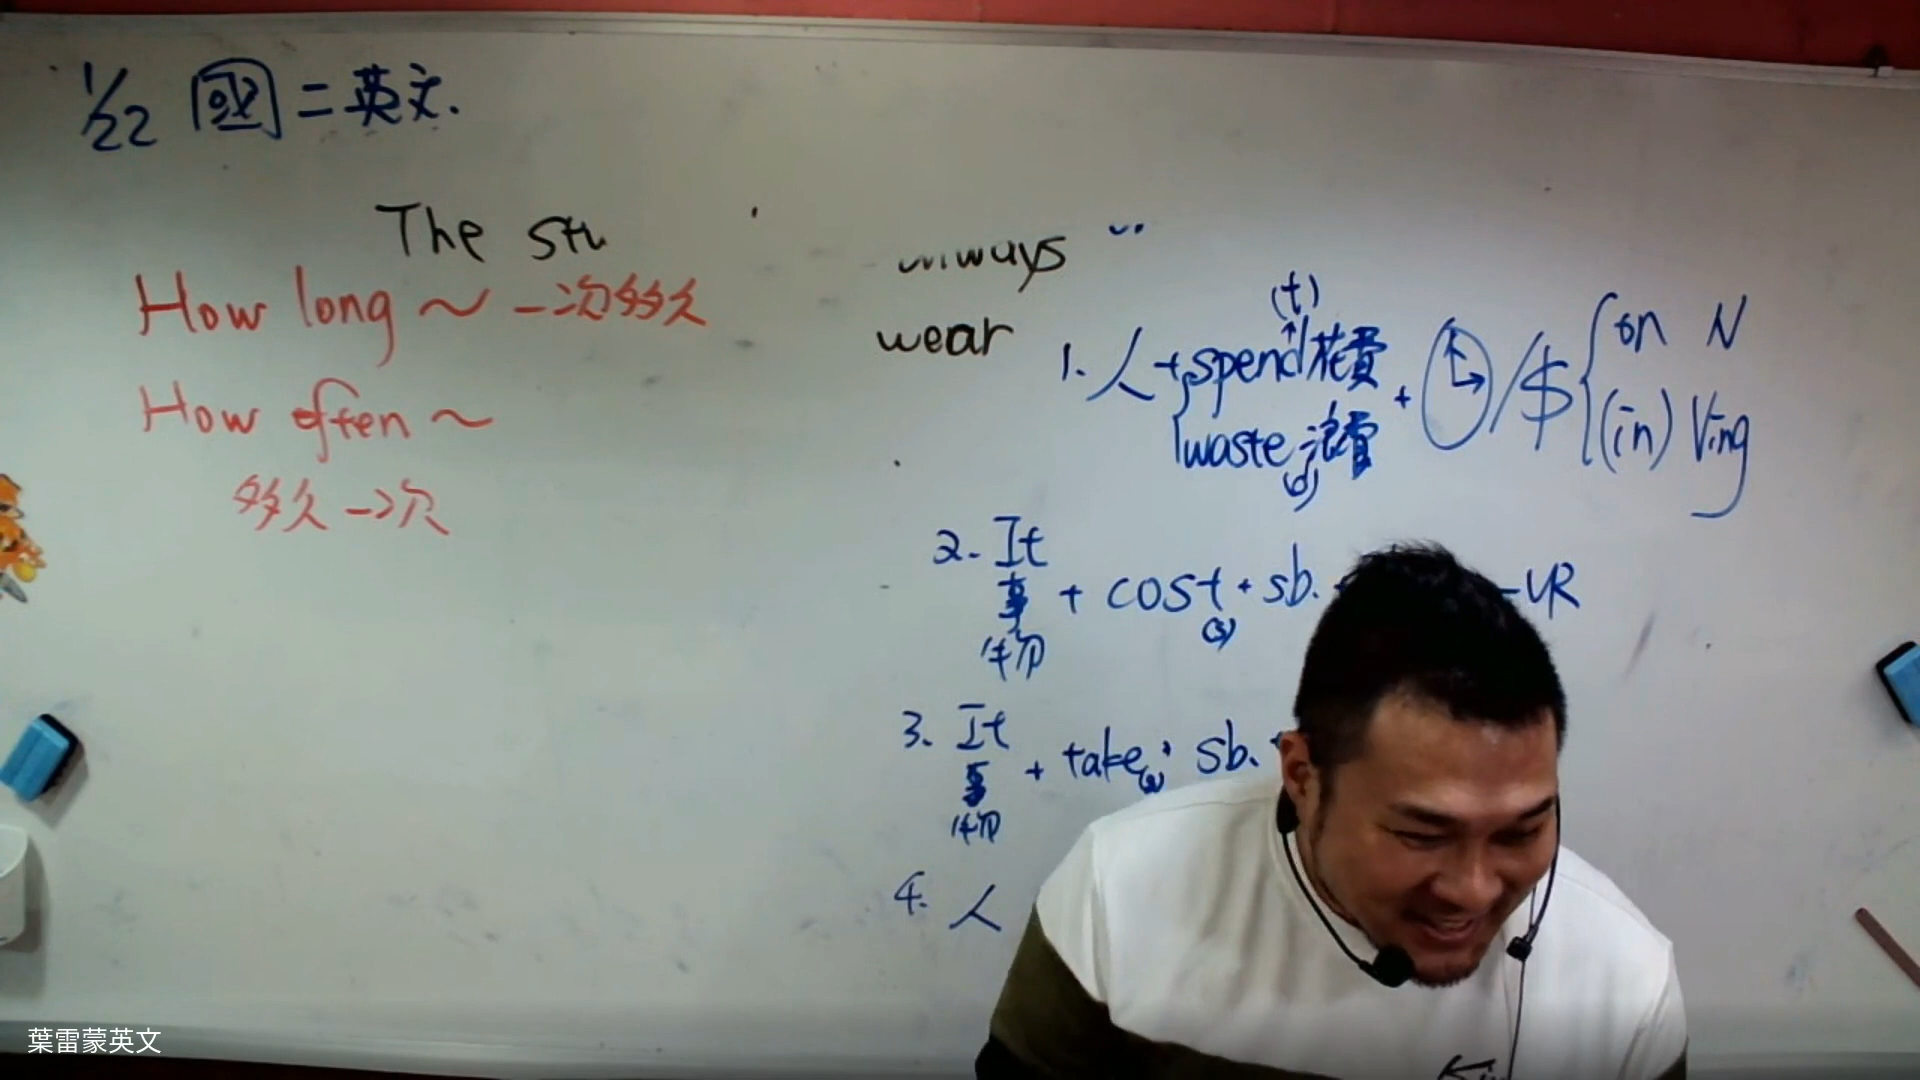 1/22 國二英文.
The stu
always
How long ~ 一次多久
wear
How often ~
多久一次
(t)
1. 人 + spend 花費 + /$ on N
waste 浪費 (in) Ving
(d)
2. It
事 + cost + sb. VR
(s)
物
3. It
事 + take sb.
物
4. 人
葉雷蒙英文